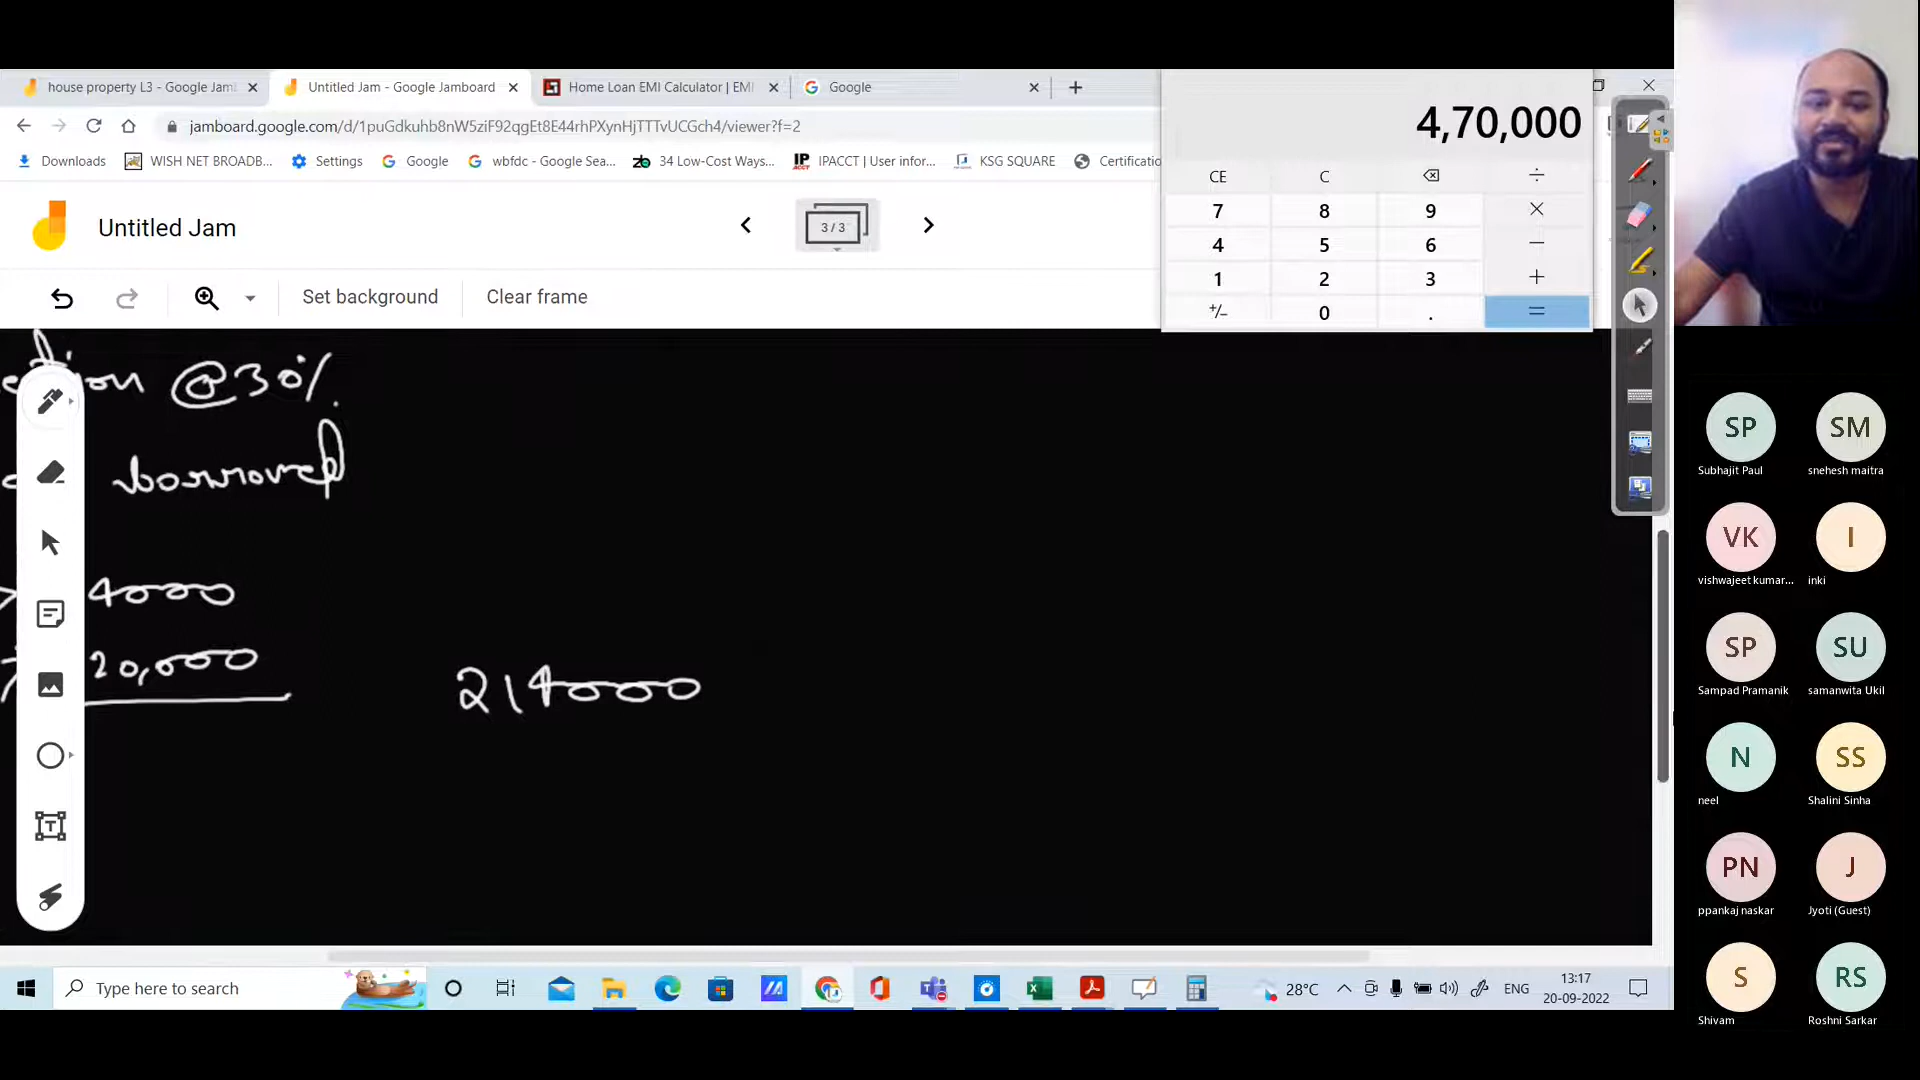 house property L3 - Google Jam
Untitled Jam - Google Jamboard
Home Loan EMI Calculator | EMI
Google
jamboard.google.com/d/1puGdkuhb8nW5ziF92qgEt8E44rhPXynHjTTTvUCGch4/viewer?f=2
Downloads
WISH NET BROADB...
Settings
Google
wbfdc - Google Sea...
34 Low-Cost Ways...
IPACCT | User infor...
KSG SQUARE
Certificatio
4,70,000
CE C ÷
7 8 9 ×
4 5 6 −
1 2 3 +
+/- 0 . =
Untitled Jam
3 / 3
Set background
Clear frame
@30%.
borrowed
4000
20,000
214000
SP
Subhajit Paul
SM
snehesh maitra
VK
vishwajeet kumar...
I
inki
SP
Sampad Pramanik
SU
samanwita Ukil
N
neel
SS
Shalini Sinha
PN
ppankaj naskar
J
Jyoti (Guest)
S
Shivam
RS
Roshni Sarkar
Type here to search
28°C
ENG
13:17
20-09-2022